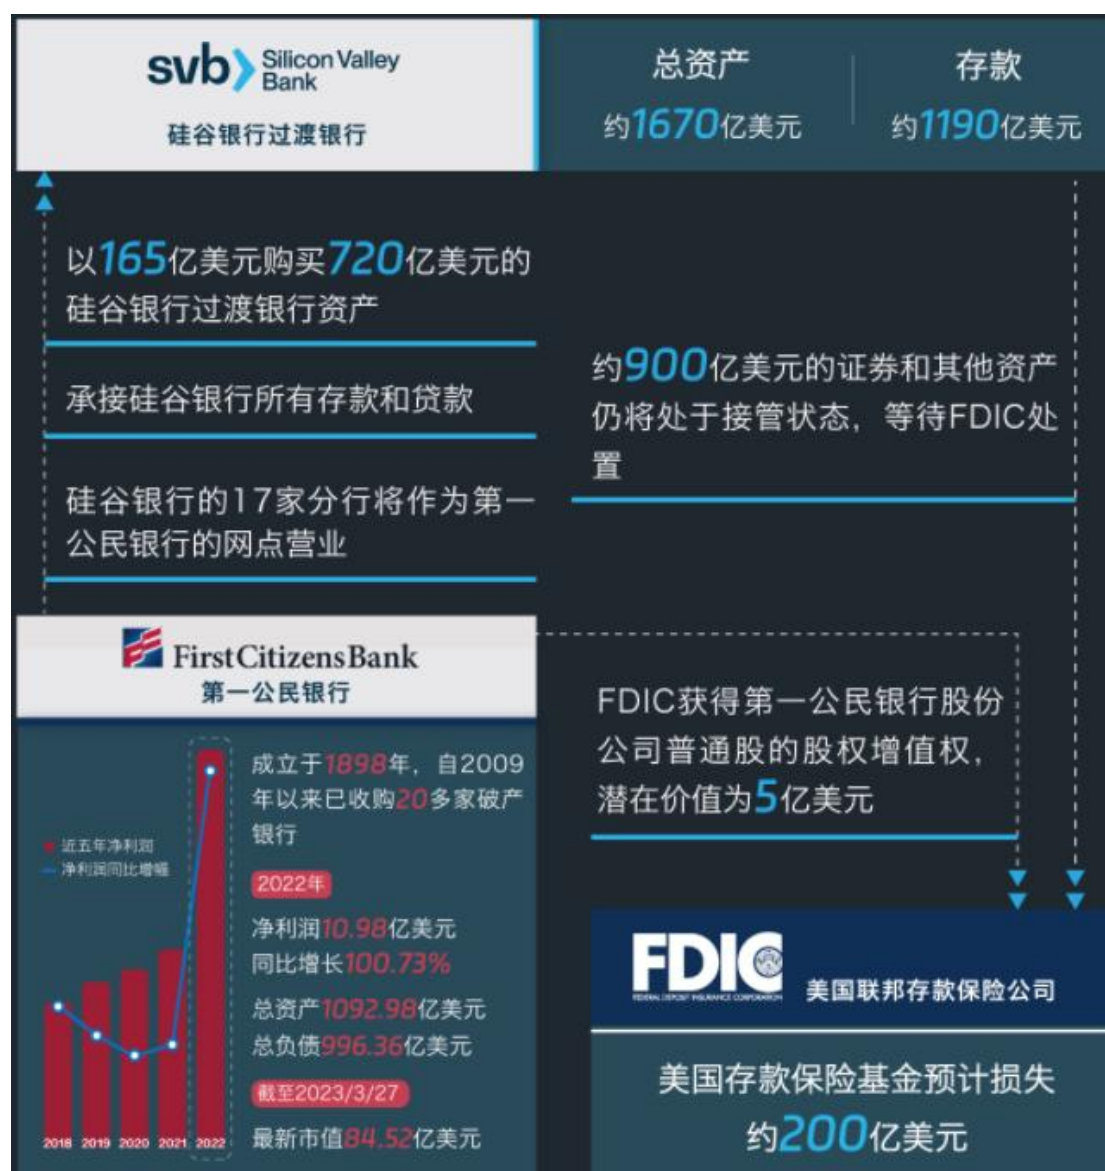 svb
Silicon Valley
Bank
硅谷银行过渡银行
总资产
约1670亿美元
存款
约1190亿美元
以165亿美元购买720亿美元的
硅谷银行过渡银行资产
承接硅谷银行所有存款和贷款
硅谷银行的17家分行将作为第一
公民银行的网点营业
约900亿美元的证券和其他资产
仍将处于接管状态，等待FDIC处
置
First Citizens Bank
第一公民银行
近五年净利润
净利润同比增幅
2018 2019 2020 2021 2022
成立于1898年，自2009
年以来已收购20多家破产
银行
2022年
净利润10.98亿美元
同比增长100.73%
总资产1092.98亿美元
总负债996.36亿美元
截至2023/3/27
最新市值84.52亿美元
FDIC获得第一公民银行股份
公司普通股的股权增值权，
潜在价值为5亿美元
FDIC
FEDERAL DEPOSIT INSURANCE CORPORATION
美国联邦存款保险公司
美国存款保险基金预计损失
约200亿美元